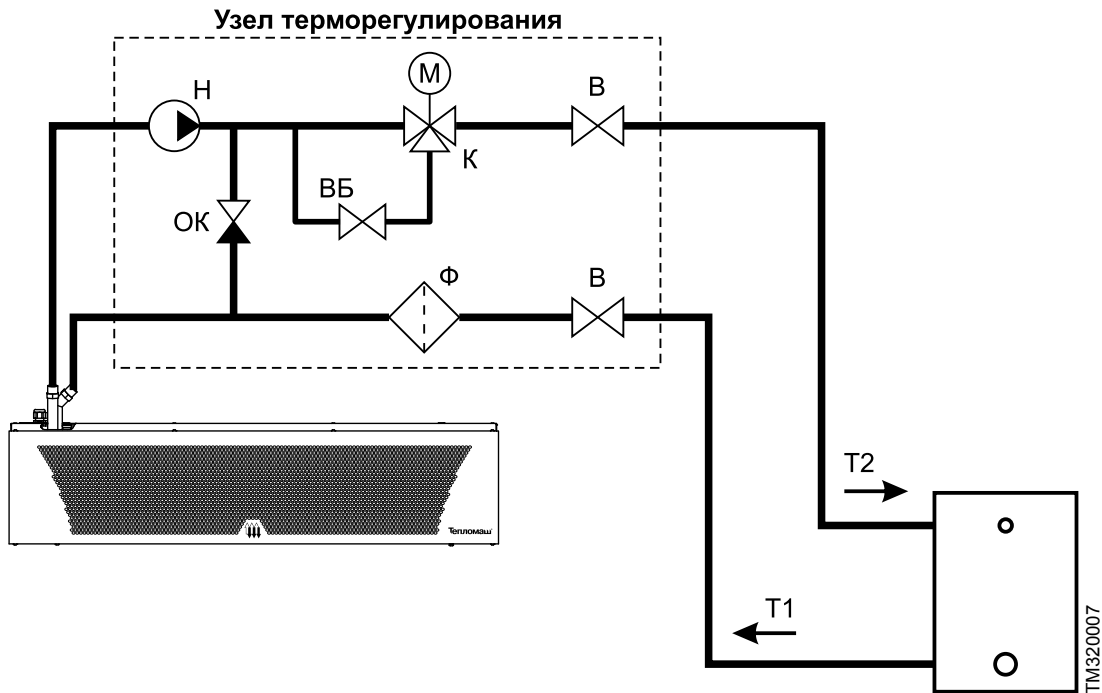 Узел терморегулирования
М
Н
В
К
ВБ
ОК
Ф
В
Тепломаш
Т2
Т1
ТМ320007